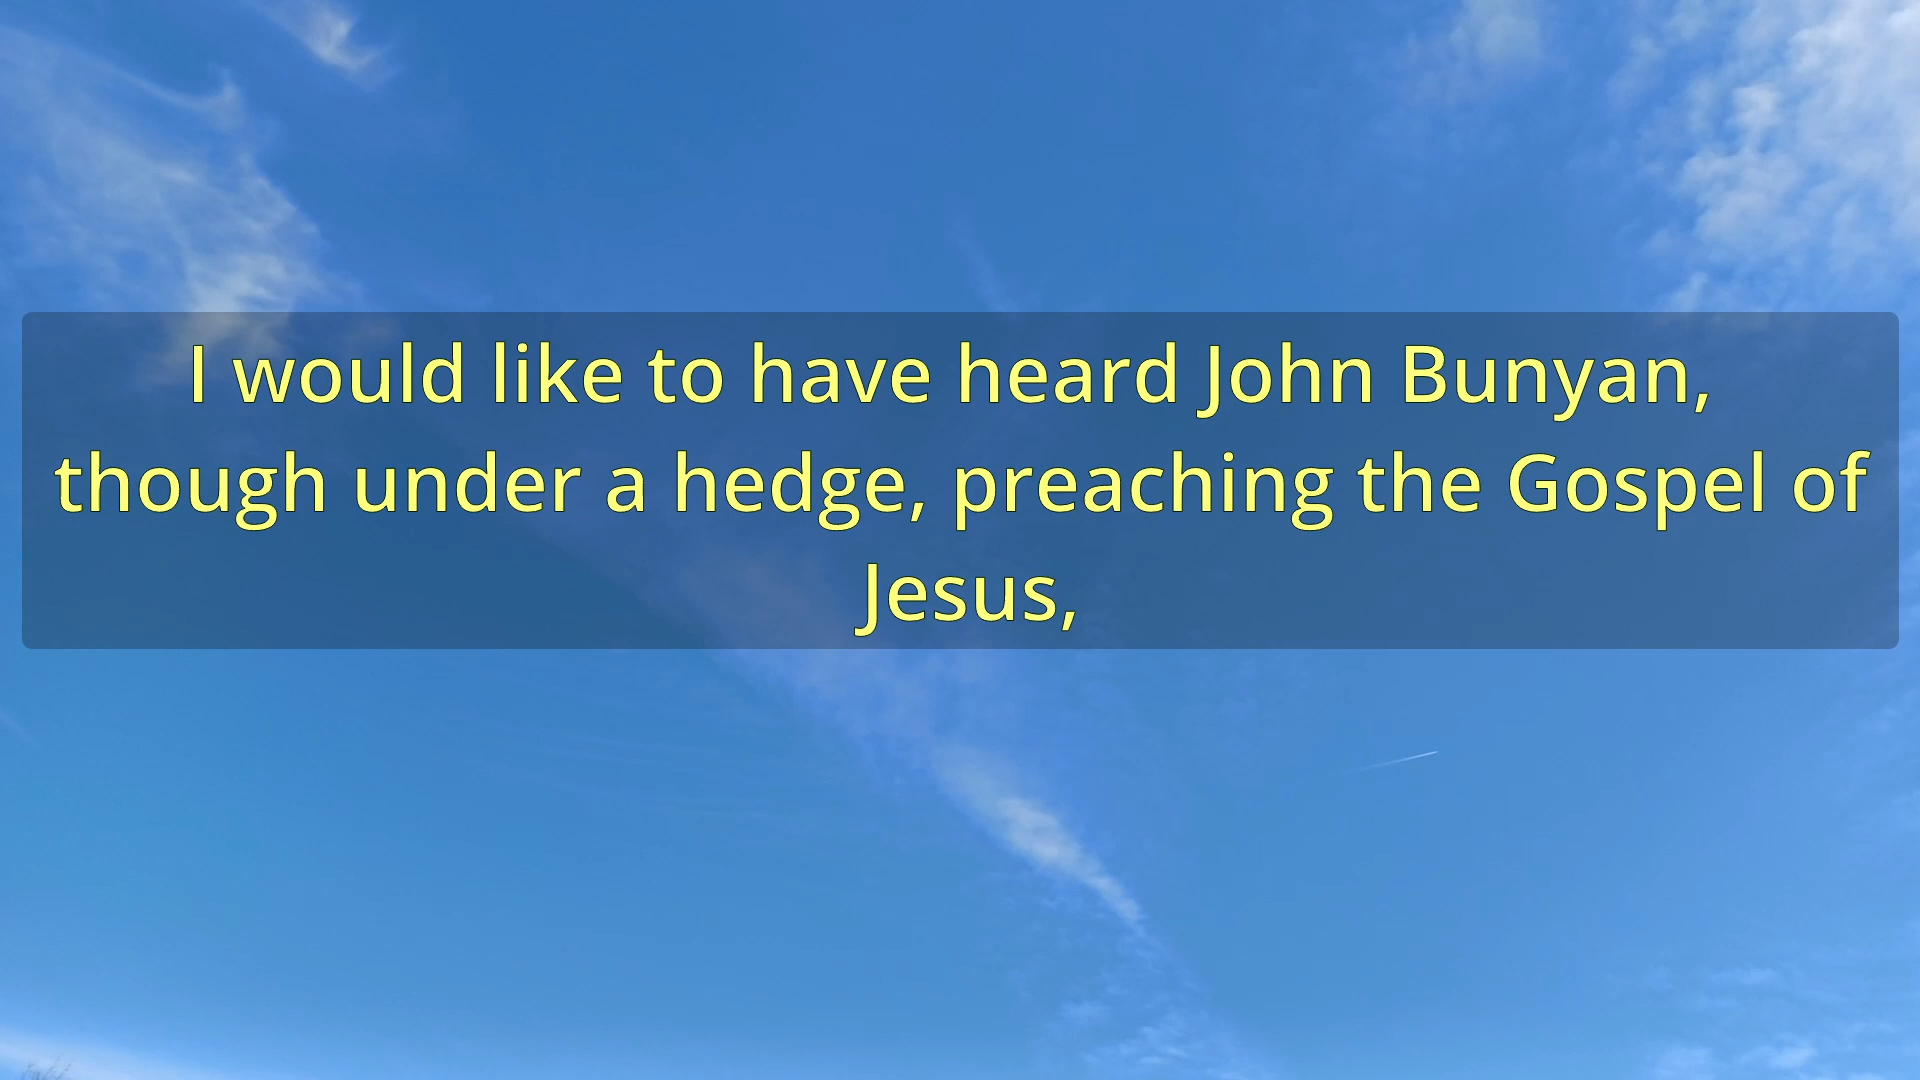 I would like to have heard John Bunyan,
though under a hedge, preaching the Gospel of
Jesus,